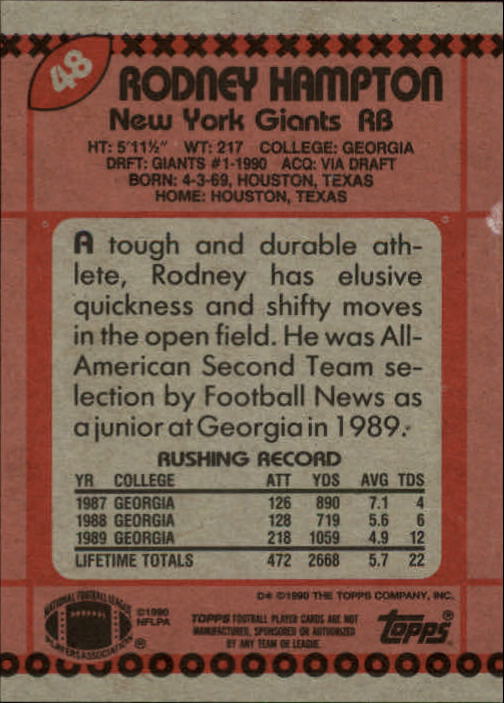 48
RODNEY HAMPTON
New York Giants RB
HT: 5'11½" WT: 217 COLLEGE: GEORGIA
DRFT: GIANTS #1-1990 ACQ: VIA DRAFT
BORN: 4-3-69, HOUSTON, TEXAS
HOME: HOUSTON, TEXAS
A tough and durable ath-
lete, Rodney has elusive
quickness and shifty moves
in the open field. He was All-
American Second Team se-
lection by Football News as
a junior at Georgia in 1989.
RUSHING RECORD
YR COLLEGE ATT YDS AVG TDS
1987 GEORGIA 126 890 7.1 4
1988 GEORGIA 128 719 5.6 6
1989 GEORGIA 218 1059 4.9 12
LIFETIME TOTALS 472 2668 5.7 22
D* ©1990 THE TOPPS COMPANY, INC.
NATIONAL FOOTBALL LEAGUE
PLAYERS ASSOCIATION
®
©1990
NFLPA
TOPPS FOOTBALL PLAYER CARDS ARE NOT
MANUFACTURED, SPONSORED OR AUTHORIZED
BY ANY TEAM OR LEAGUE.
topps®